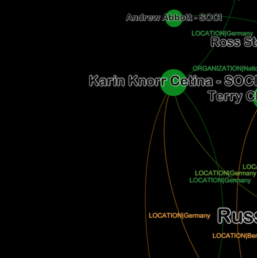 Andrew Abbott - SOCI
LOCATION|Germany
Ross St
ORGANIZATION|Natio
Karin Knorr Cetina - SOCI
Terry C
LOCA
LOCATION|Germany
LOCATION|Germany
LOCATION|Germany
Russ
LOCATION|Ber